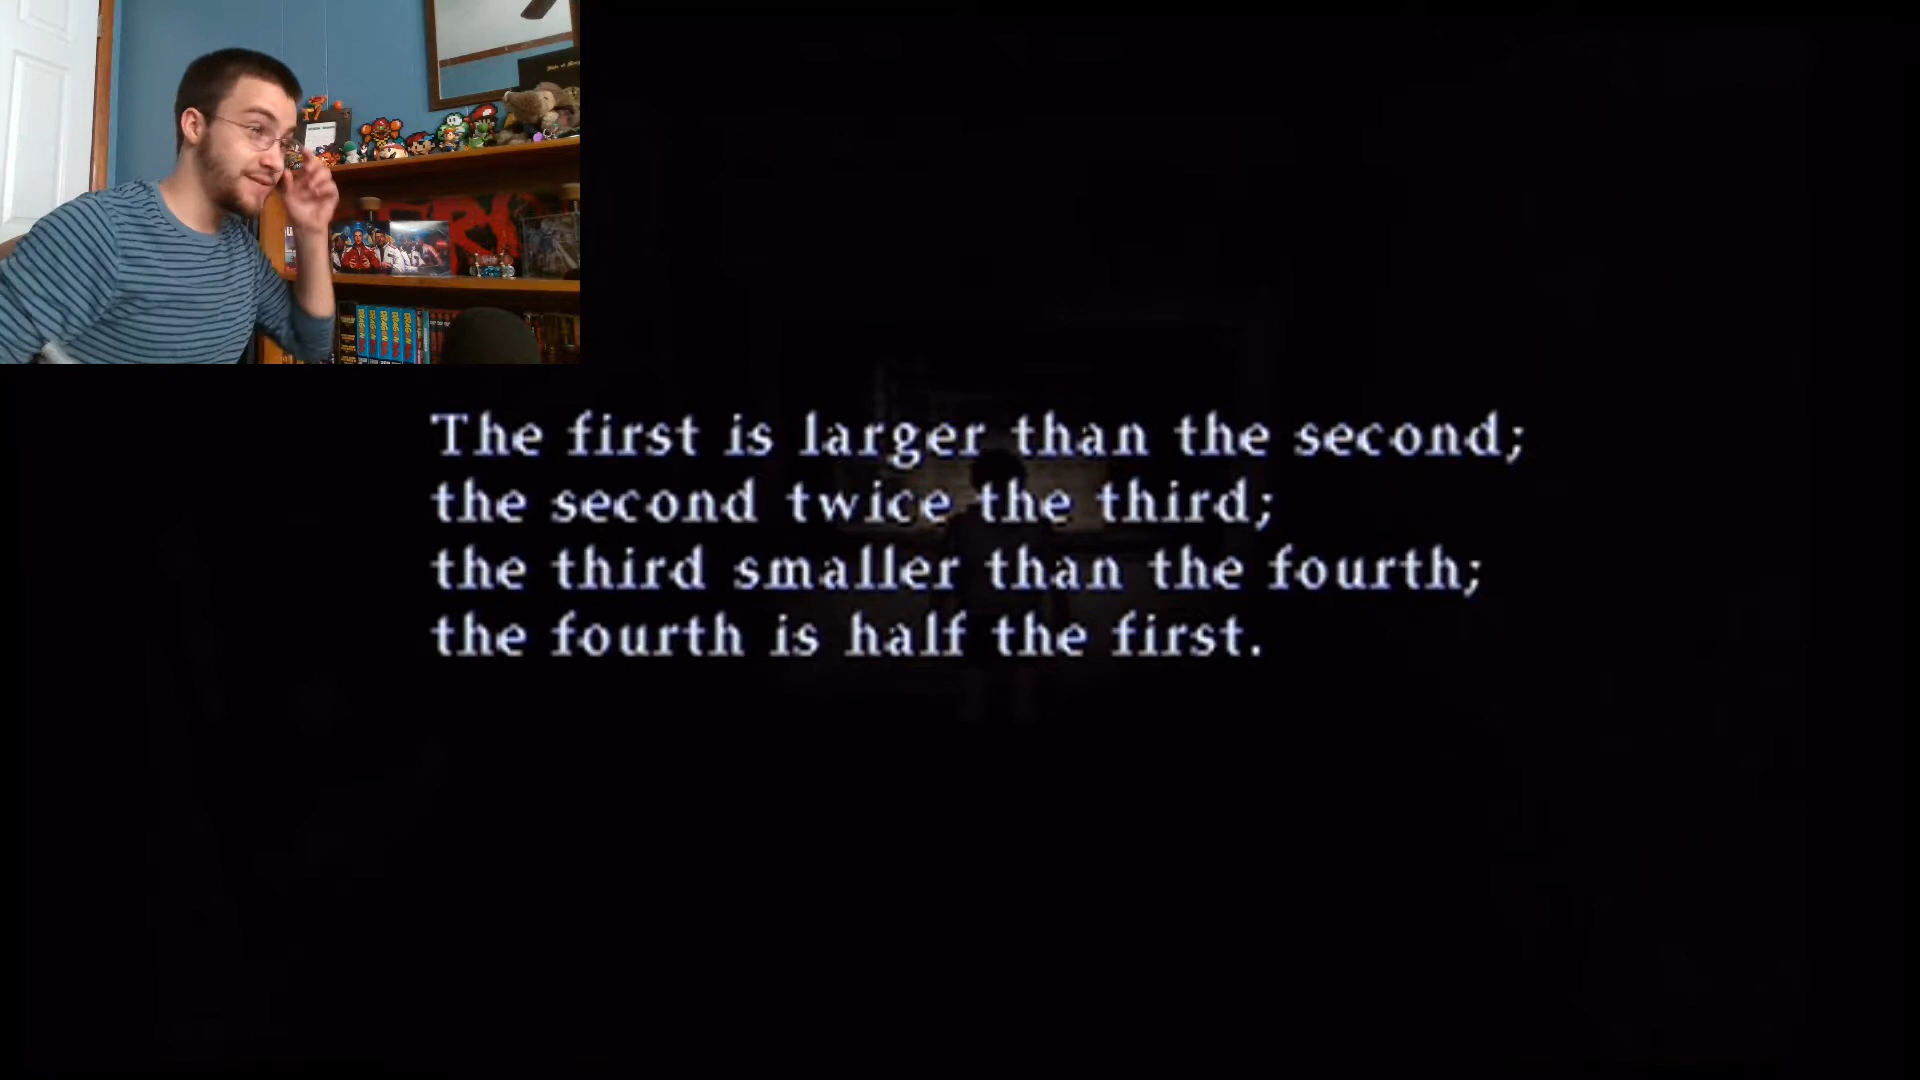 The first is larger than the second;
the second twice the third;
the third smaller than the fourth;
the fourth is half the first.